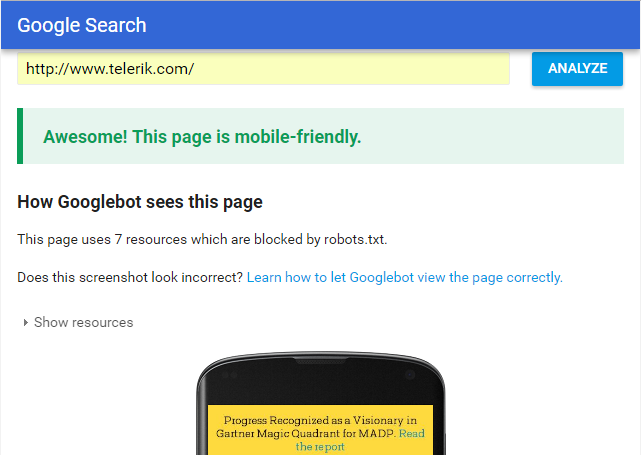 Google Search
http://www.telerik.com/
ANALYZE
Awesome! This page is mobile-friendly.
How Googlebot sees this page
This page uses 7 resources which are blocked by robots.txt.
Does this screenshot look incorrect? Learn how to let Googlebot view the page correctly.
Show resources
Progress Recognized as a Visionary in
Gartner Magic Quadrant for MADP. Read
the report